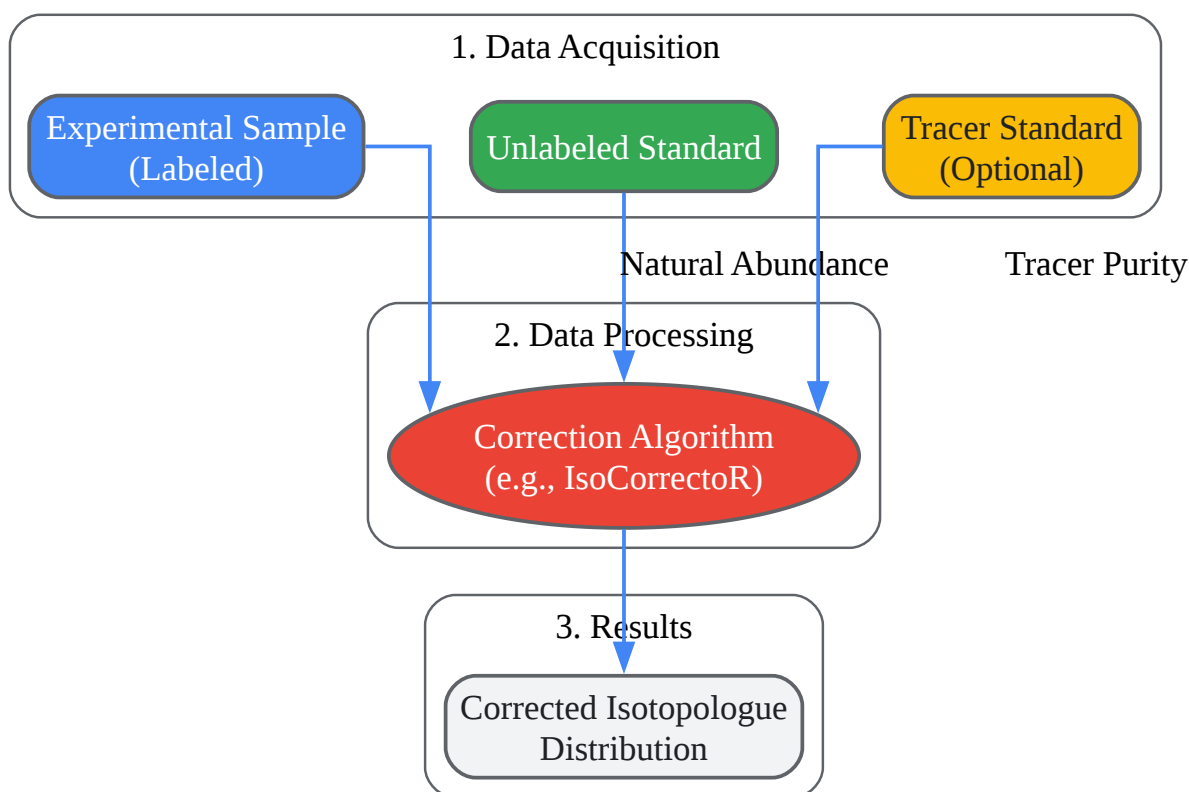 1. Data Acquisition
Experimental Sample
(Labeled)
Unlabeled Standard
Tracer Standard
(Optional)
Natural Abundance
Tracer Purity
2. Data Processing
Correction Algorithm
(e.g., IsoCorrectoR)
3. Results
Corrected Isotopologue
Distribution